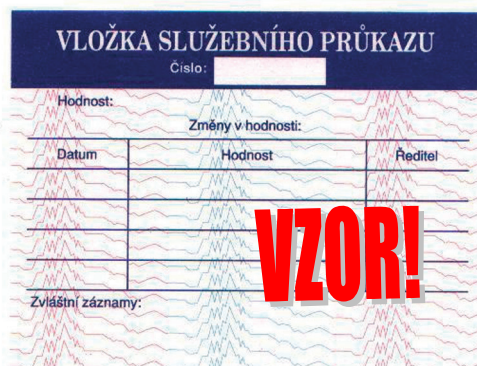 VLOŽKA SLUŽEBNÍHO PRŮKAZU
Číslo:
Hodnost:
Změny v hodnosti:
Datum Hodnost Ředitel
VZOR!
Zvláštní záznamy: